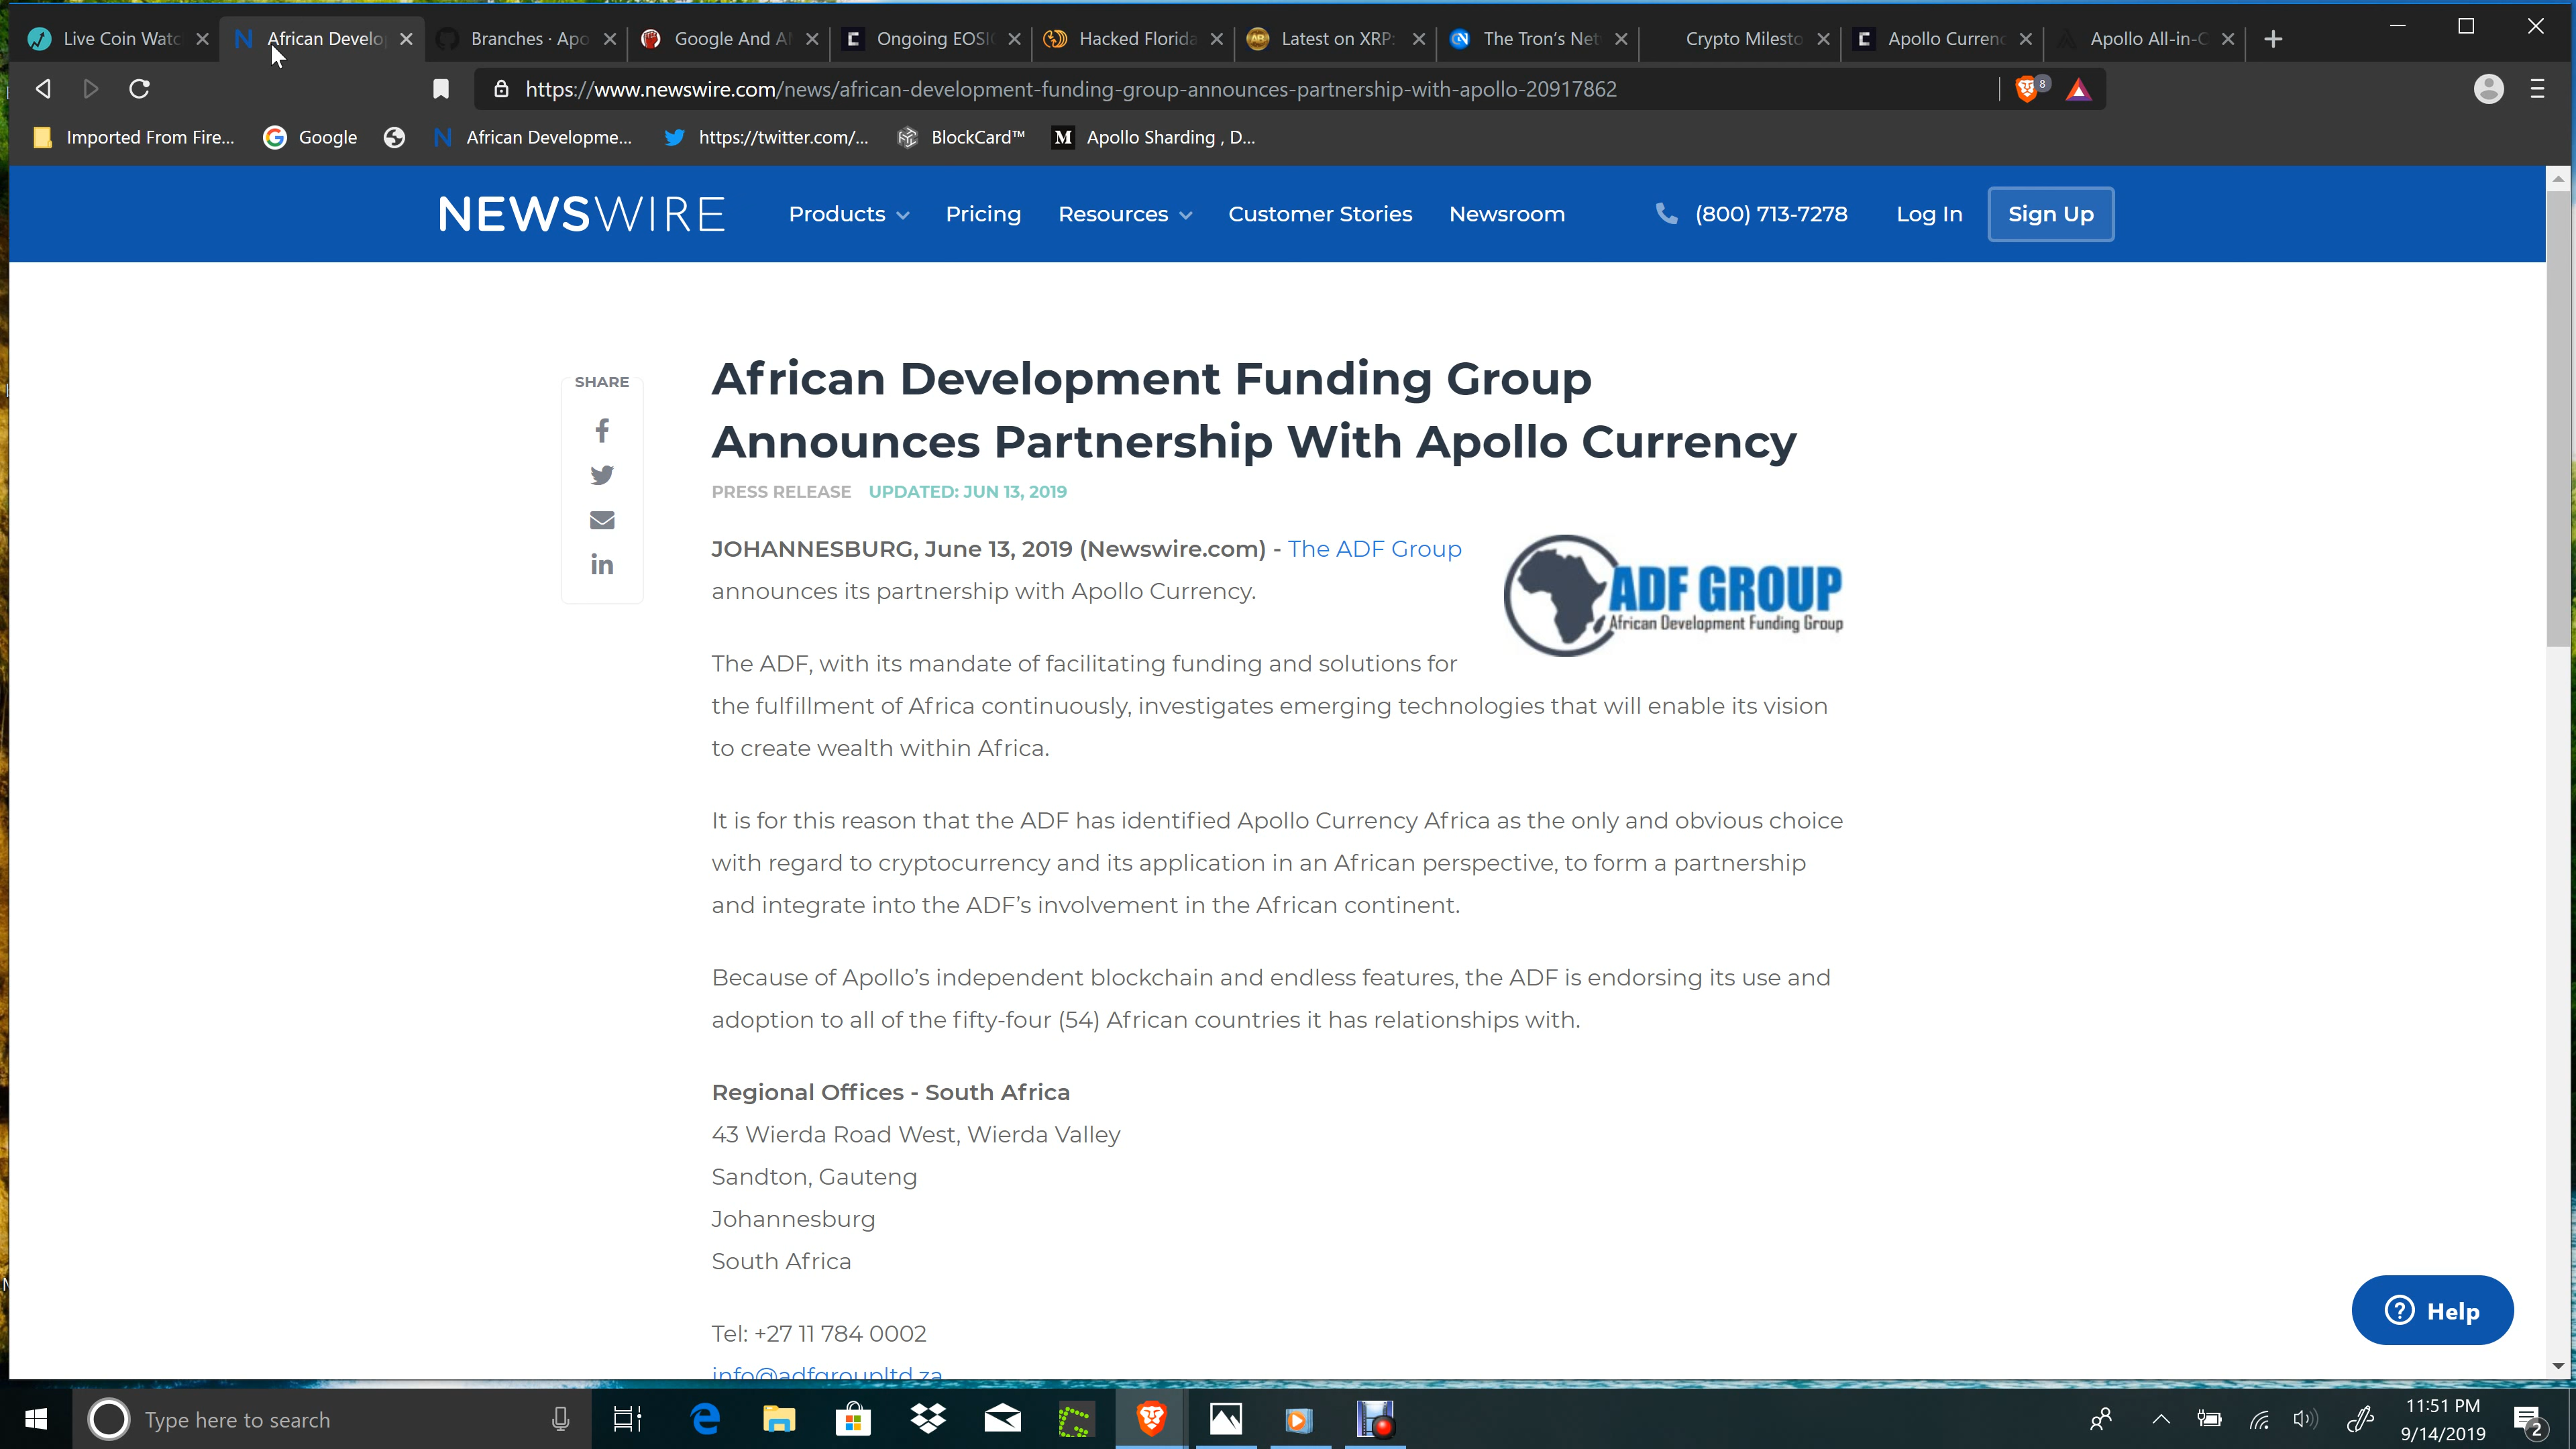 Live Coin Watc
African Develop
Branches · Apo
Google And A
Ongoing EOSI
Hacked Florida
Latest on XRP:
The Tron's Net
Crypto Milesto
Apollo Currenc
Apollo All-in-C
https://www.newswire.com/news/african-development-funding-group-announces-partnership-with-apollo-20917862
8
Imported From Fire...
Google
African Developme...
https://twitter.com/...
BlockCard™
Apollo Sharding , D...
NEWSWIRE
Products
Pricing
Resources
Customer Stories
Newsroom
(800) 713-7278
Log In
Sign Up
SHARE
African Development Funding Group
Announces Partnership With Apollo Currency
PRESS RELEASE UPDATED: JUN 13, 2019
JOHANNESBURG, June 13, 2019 (Newswire.com) - The ADF Group
announces its partnership with Apollo Currency.
ADF GROUP
African Development Funding Group
The ADF, with its mandate of facilitating funding and solutions for
the fulfillment of Africa continuously, investigates emerging technologies that will enable its vision
to create wealth within Africa.
It is for this reason that the ADF has identified Apollo Currency Africa as the only and obvious choice
with regard to cryptocurrency and its application in an African perspective, to form a partnership
and integrate into the ADF's involvement in the African continent.
Because of Apollo's independent blockchain and endless features, the ADF is endorsing its use and
adoption to all of the fifty-four (54) African countries it has relationships with.
Regional Offices - South Africa
43 Wierda Road West, Wierda Valley
Sandton, Gauteng
Johannesburg
South Africa
Tel: +27 11 784 0002
info@adfgroupltd.za
Help
Type here to search
11:51 PM
9/14/2019
2